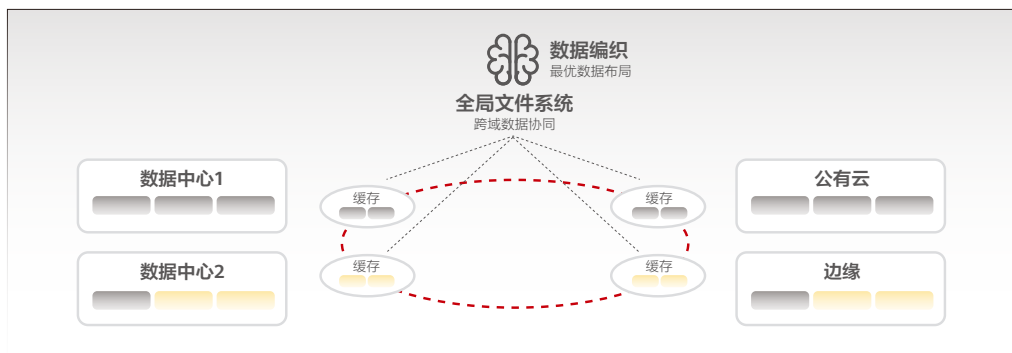 数据编织
最优数据布局
全局文件系统
跨域数据协同
数据中心1
缓存
缓存
公有云
数据中心2
缓存
缓存
边缘